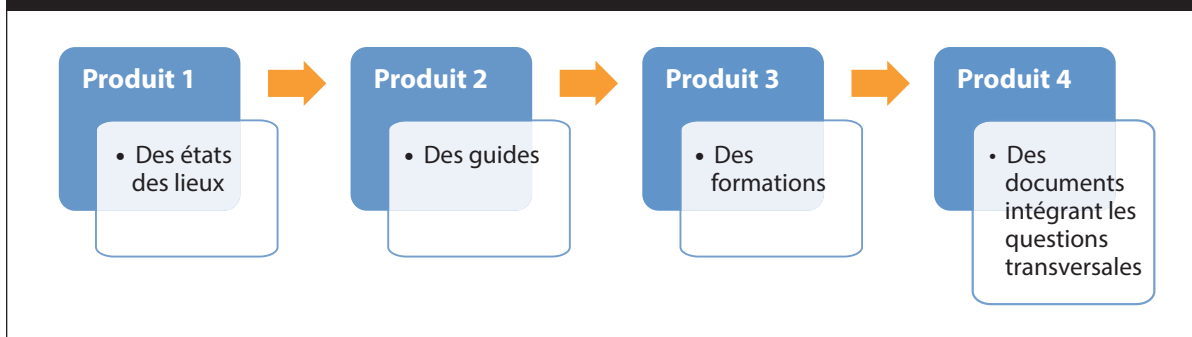 Produit 1
• Des états
des lieux
Produit 2
• Des guides
Produit 3
• Des
formations
Produit 4
• Des
documents
intégrant les
questions
transversales